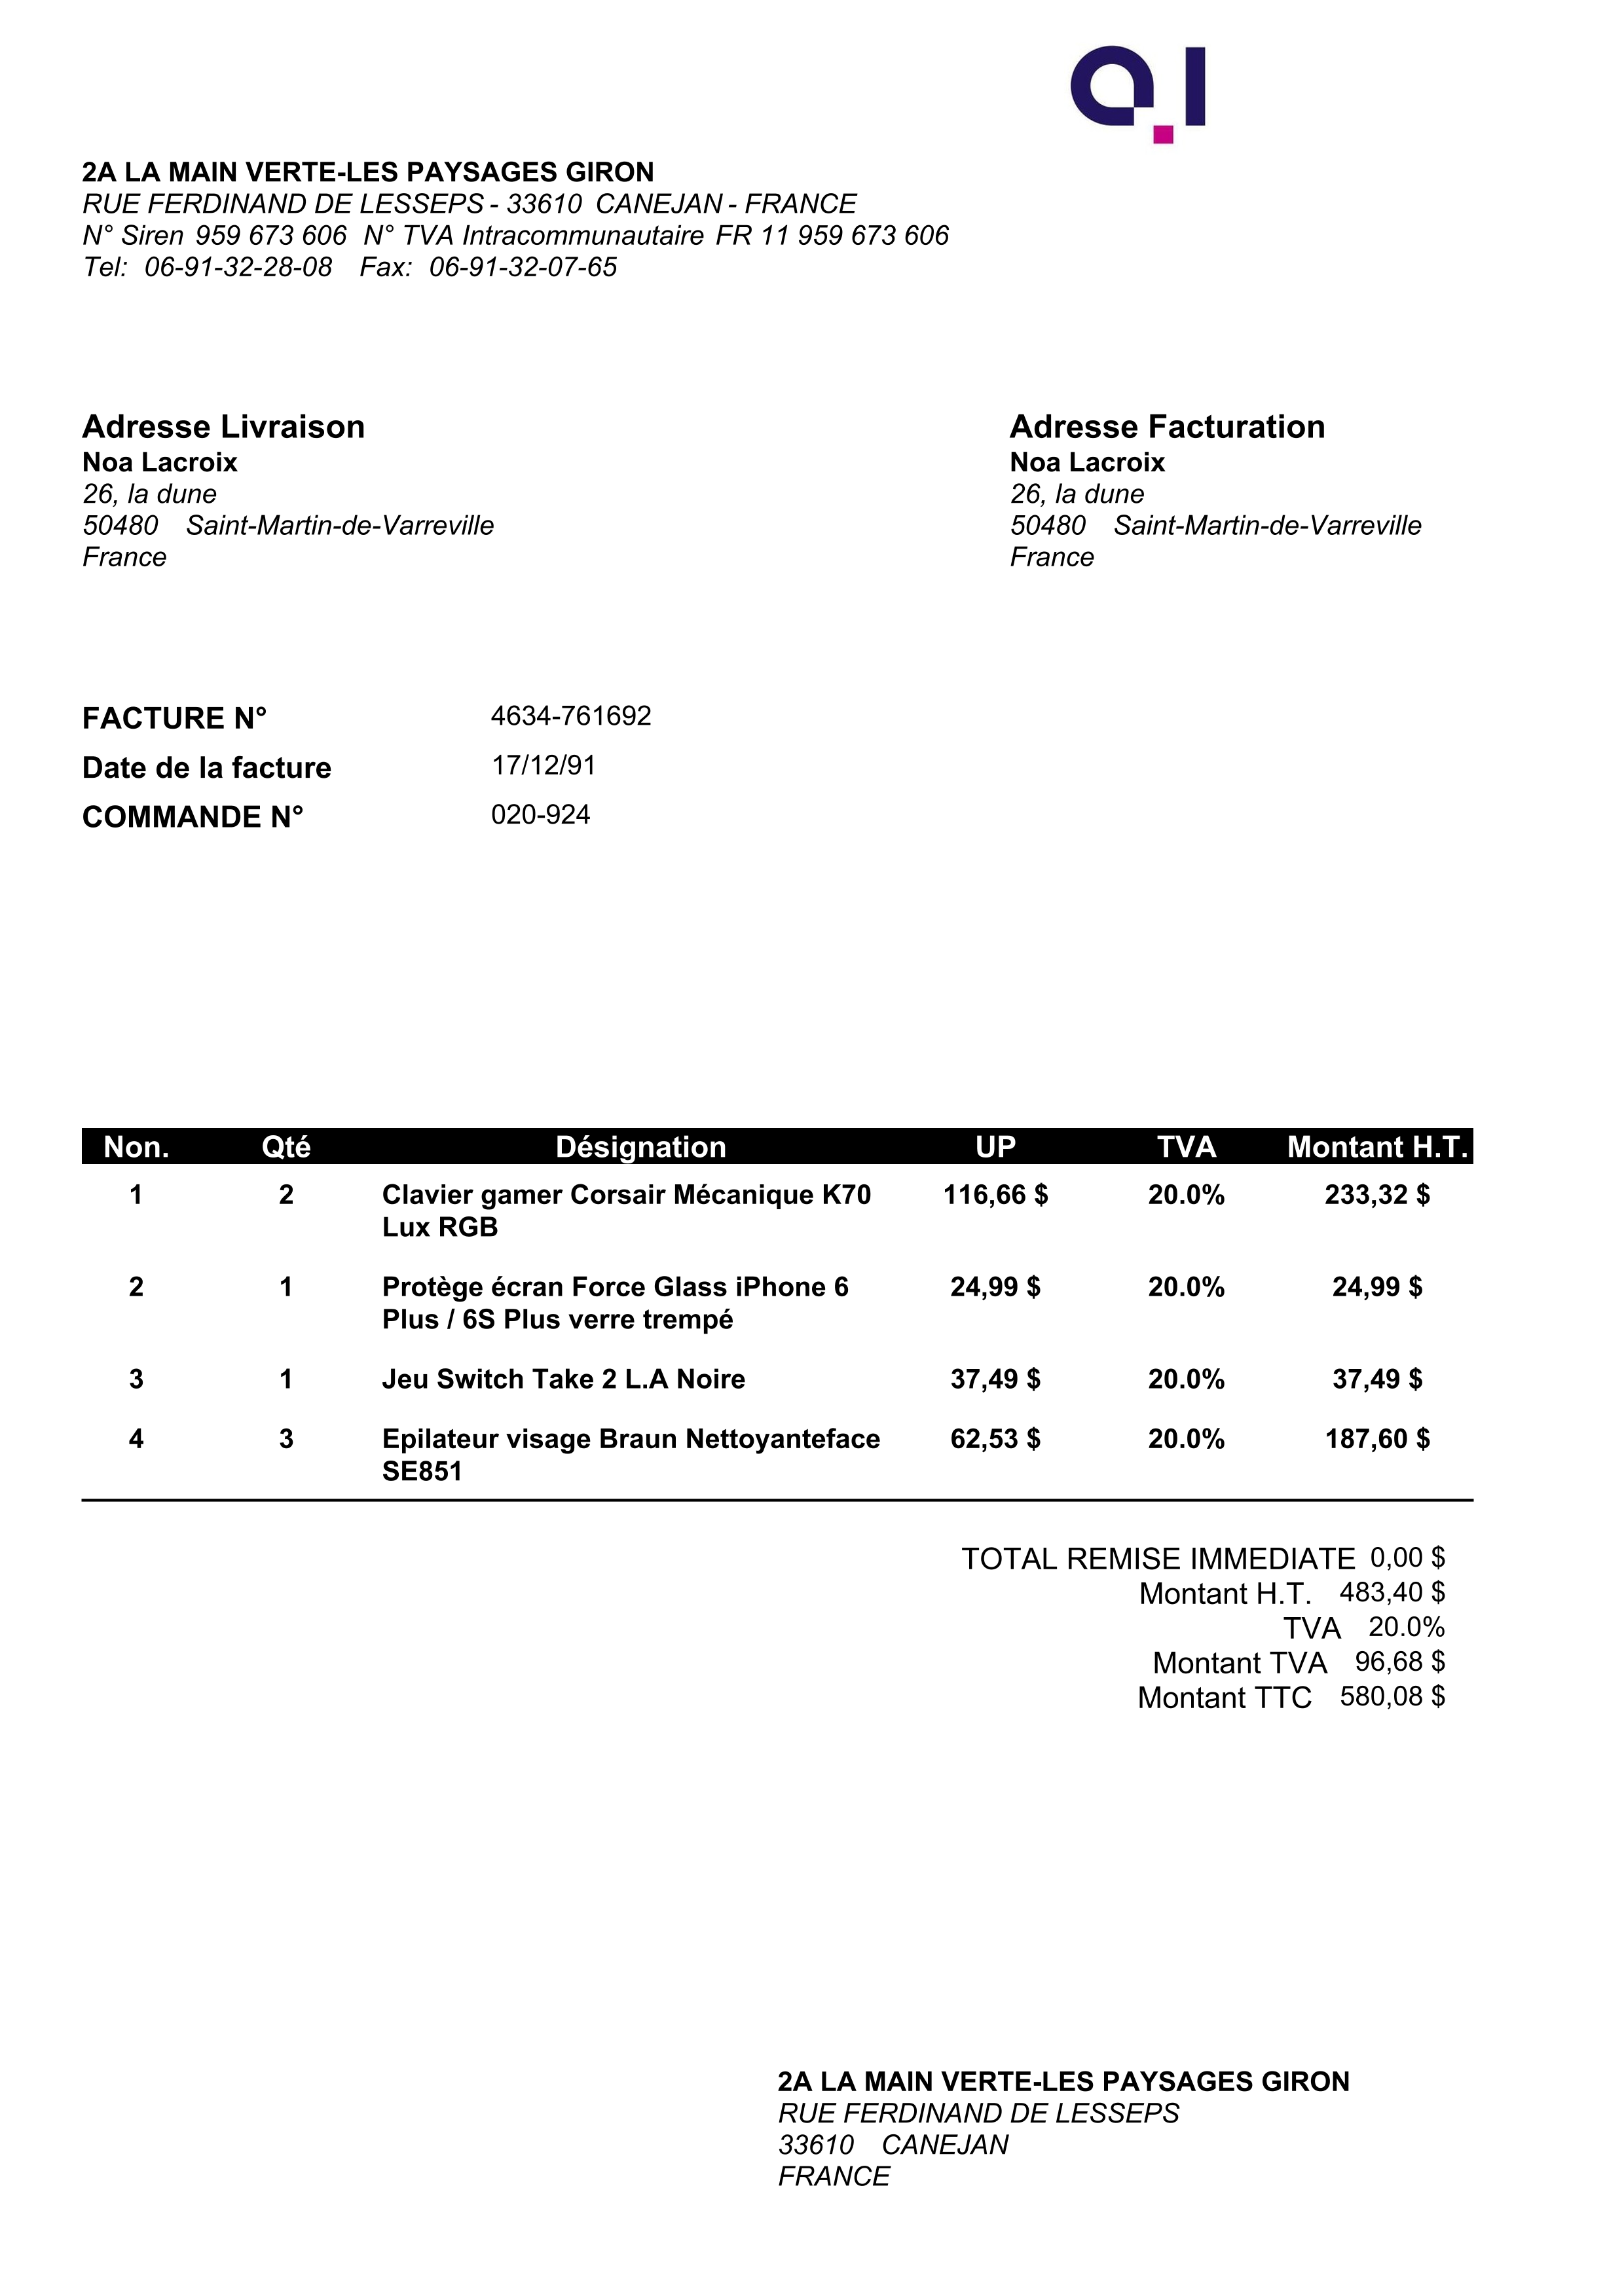 2A LA MAIN VERTE-LES PAYSAGES GIRON
RUE FERDINAND DE LESSEPS - 33610 CANEJAN - FRANCE
N° Siren 959 673 606 N° TVA Intracommunautaire FR 11 959 673 606
Tel: 06-91-32-28-08 Fax: 06-91-32-07-65
Adresse Livraison
Noa Lacroix
26, la dune
50480 Saint-Martin-de-Varreville
France
Adresse Facturation
Noa Lacroix
26, la dune
50480 Saint-Martin-de-Varreville
France
FACTURE N° 4634-761692
Date de la facture 17/12/91
COMMANDE N° 020-924
Non. Qté Désignation UP TVA Montant H.T.
1 2 Clavier gamer Corsair Mécanique K70 116,66 $ 20.0% 233,32 $
Lux RGB
2 1 Protège écran Force Glass iPhone 6 24,99 $ 20.0% 24,99 $
Plus / 6S Plus verre trempé
3 1 Jeu Switch Take 2 L.A Noire 37,49 $ 20.0% 37,49 $
4 3 Epilateur visage Braun Nettoyanteface 62,53 $ 20.0% 187,60 $
SE851
TOTAL REMISE IMMEDIATE 0,00 $
Montant H.T. 483,40 $
TVA 20.0%
Montant TVA 96,68 $
Montant TTC 580,08 $
2A LA MAIN VERTE-LES PAYSAGES GIRON
RUE FERDINAND DE LESSEPS
33610 CANEJAN
FRANCE